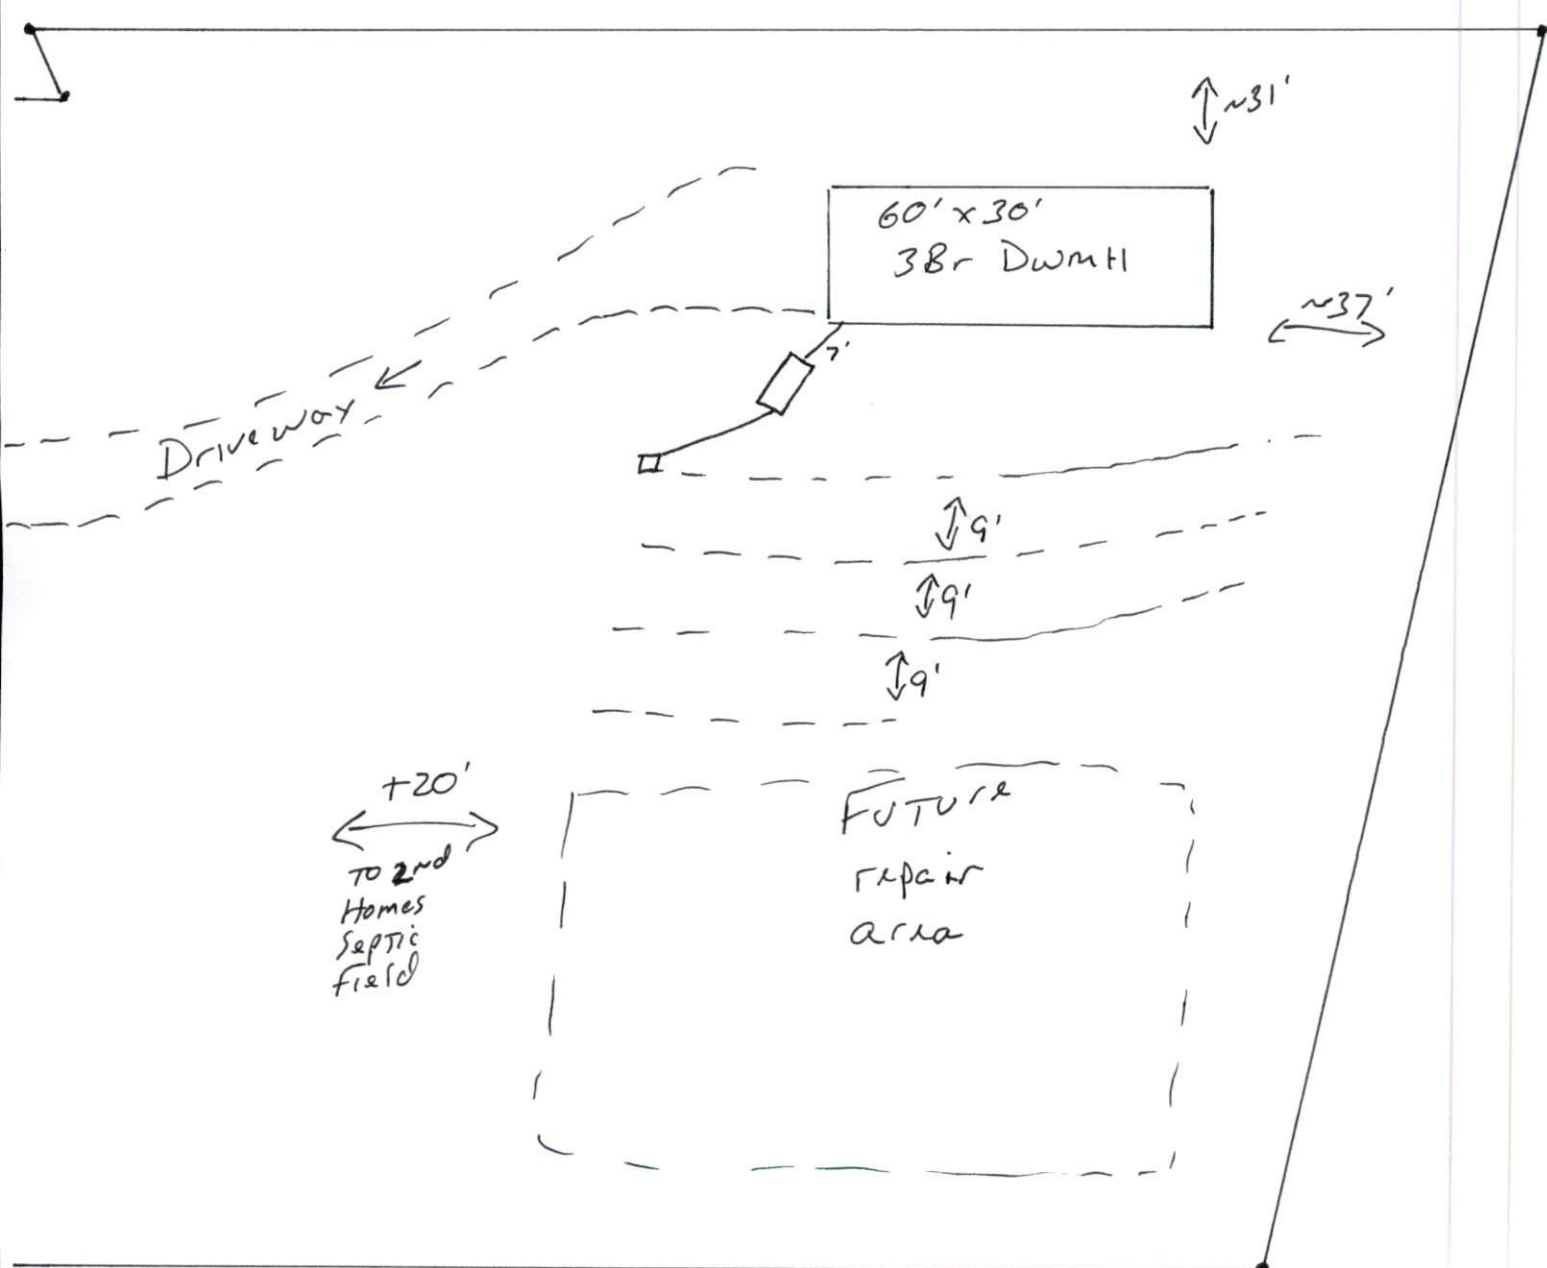 ~31'
60' x 30'
3Br DwmH
~37'
7'
Driveway
9'
9'
9'
+20'
TO 2nd
Homes
Septic
field
Future
repair
area